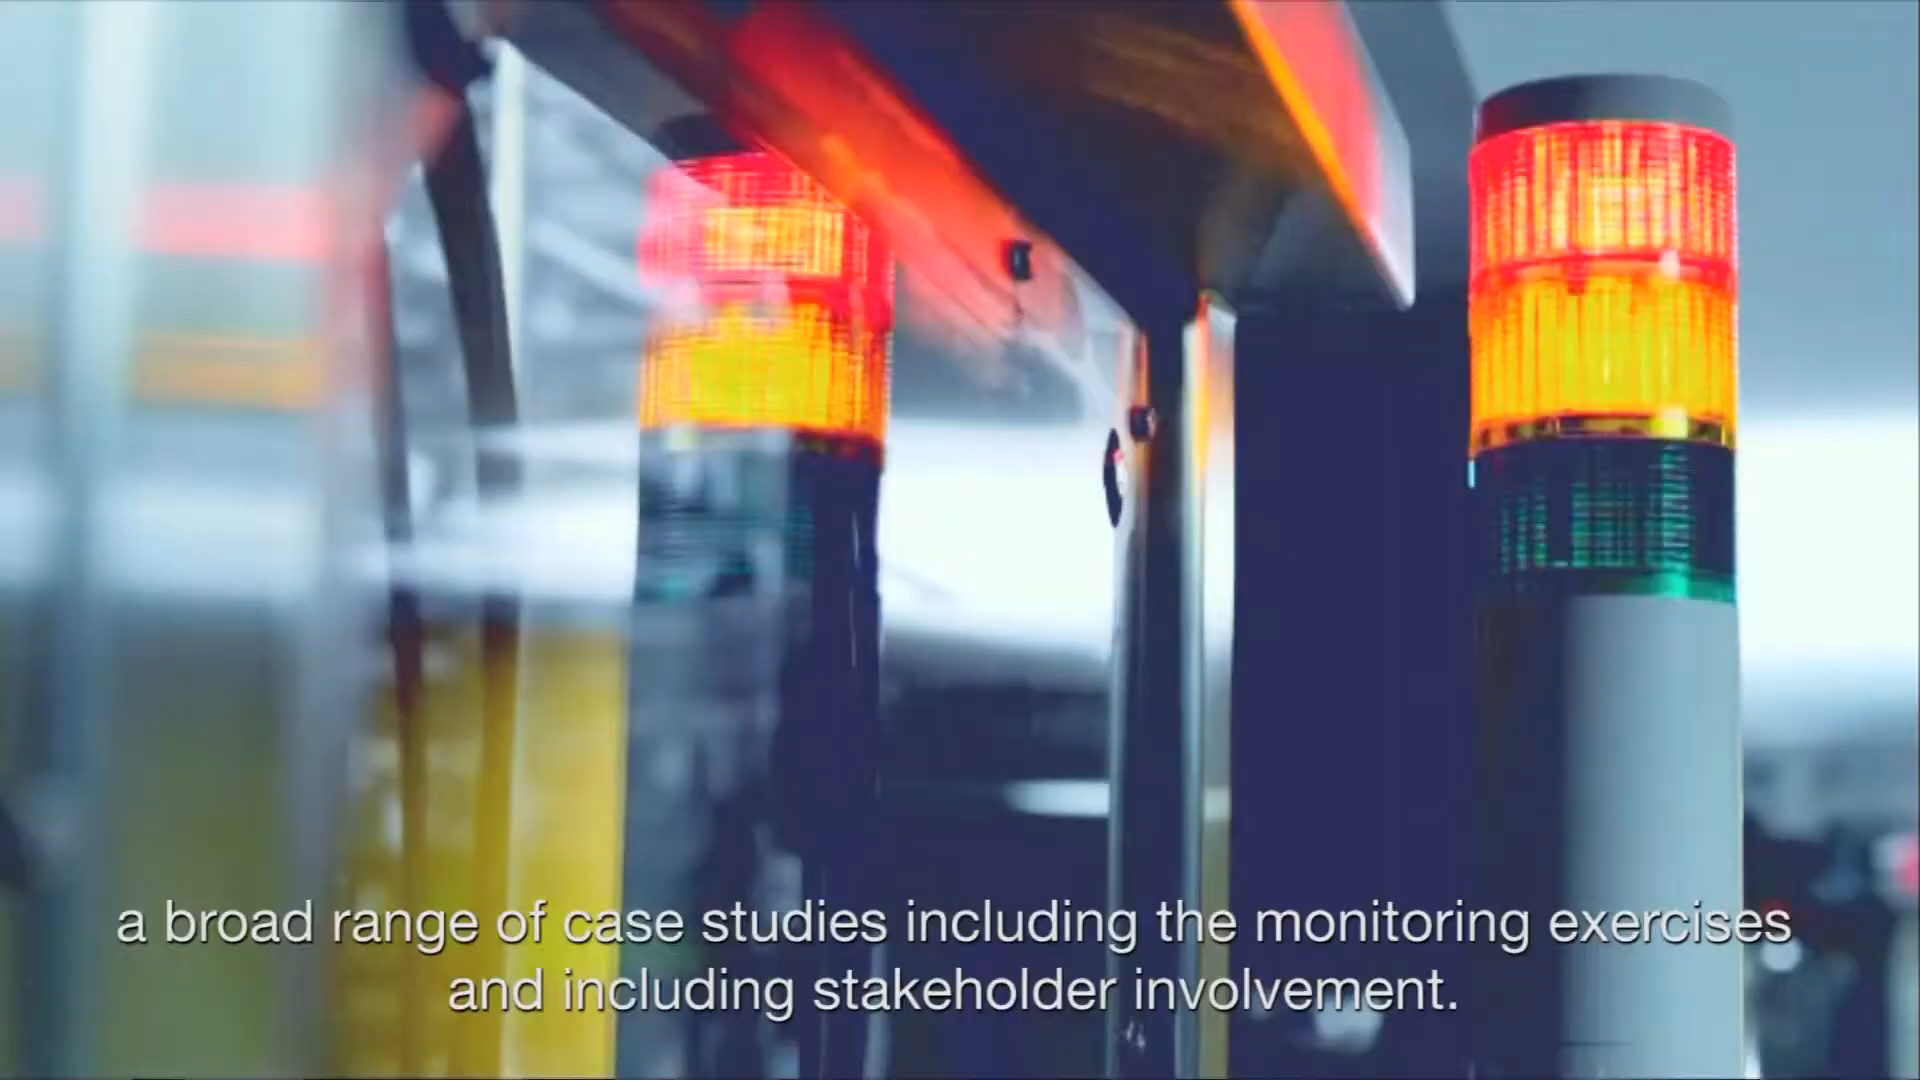 a broad range of case studies including the monitoring exercises
and including stakeholder involvement.